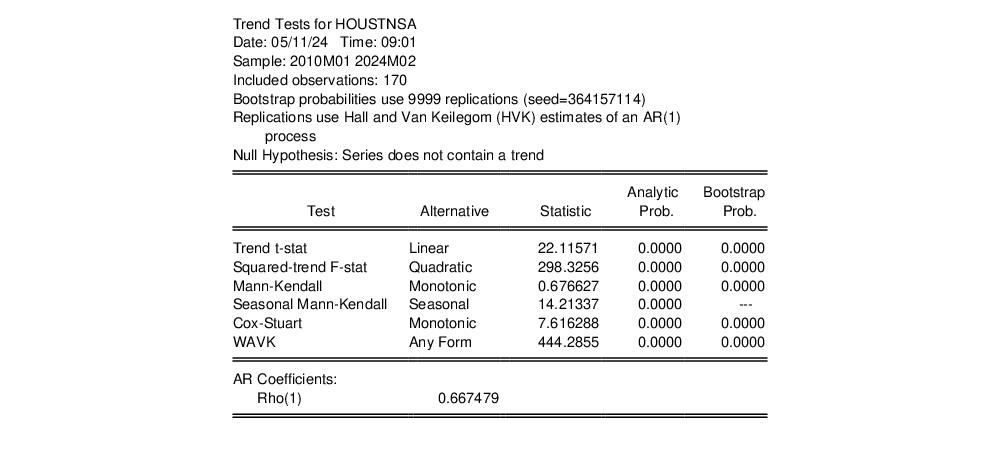 Trend Tests for HOUSTNSA
Date: 05/11/24 Time: 09:01
Sample: 2010M01 2024M02
Included observations: 170
Bootstrap probabilities use 9999 replications (seed=364157114)
Replications use Hall and Van Keilegom (HVK) estimates of an AR(1)
process
Null Hypothesis: Series does not contain a trend
Analytic Bootstrap
Test Alternative Statistic Prob. Prob.
Trend t-stat Linear 22.11571 0.0000 0.0000
Squared-trend F-stat Quadratic 298.3256 0.0000 0.0000
Mann-Kendall Monotonic 0.676627 0.0000 0.0000
Seasonal Mann-Kendall Seasonal 14.21337 0.0000 ---
Cox-Stuart Monotonic 7.616288 0.0000 0.0000
WAVK Any Form 444.2855 0.0000 0.0000
AR Coefficients:
Rho(1) 0.667479